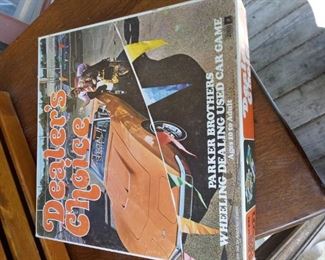 Dealer's
Choice
PARKER BROTHERS
WHEELING DEALING USED CAR GAME
Ages 10 to Adult